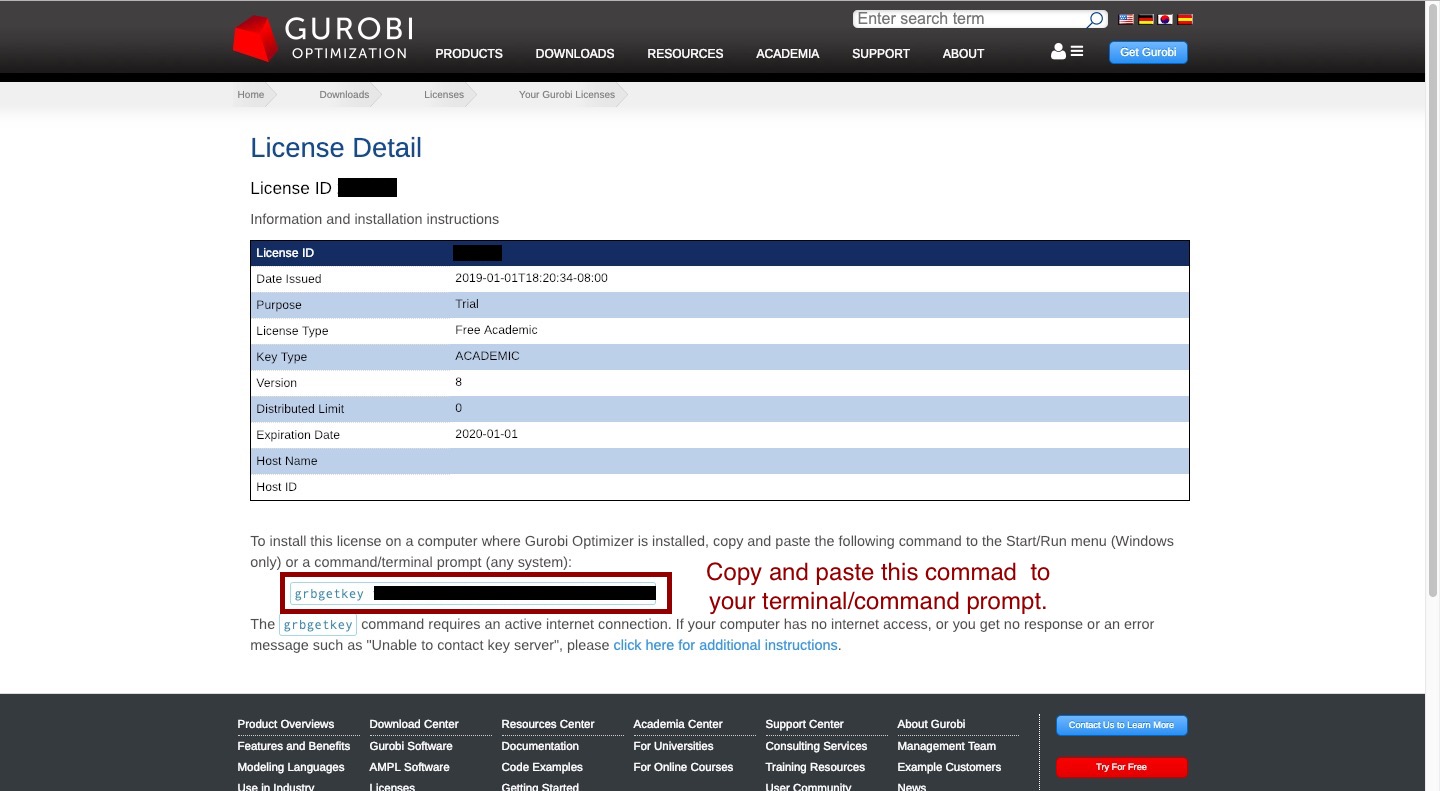 GUROBI
OPTIMIZATION
Enter search term
PRODUCTS DOWNLOADS RESOURCES ACADEMIA SUPPORT ABOUT
Get Gurobi
Home Downloads Licenses Your Gurobi Licenses
License Detail
License ID
Information and installation instructions
License ID
Date Issued 2019-01-01T18:20:34-08:00
Purpose Trial
License Type Free Academic
Key Type ACADEMIC
Version 8
Distributed Limit 0
Expiration Date 2020-01-01
Host Name
Host ID
To install this license on a computer where Gurobi Optimizer is installed, copy and paste the following command to the Start/Run menu (Windows
only) or a command/terminal prompt (any system):
grbgetkey
Copy and paste this commad to
your terminal/command prompt.
The grbgetkey command requires an active internet connection. If your computer has no internet access, or you get no response or an error
message such as "Unable to contact key server", please click here for additional instructions.
Product Overviews Download Center Resources Center Academia Center Support Center About Gurobi Contact Us to Learn More
Features and Benefits Gurobi Software Documentation For Universities Consulting Services Management Team
Modeling Languages AMPL Software Code Examples For Online Courses Training Resources Example Customers Try For Free
Use in Industry Licenses Getting Started User Community News